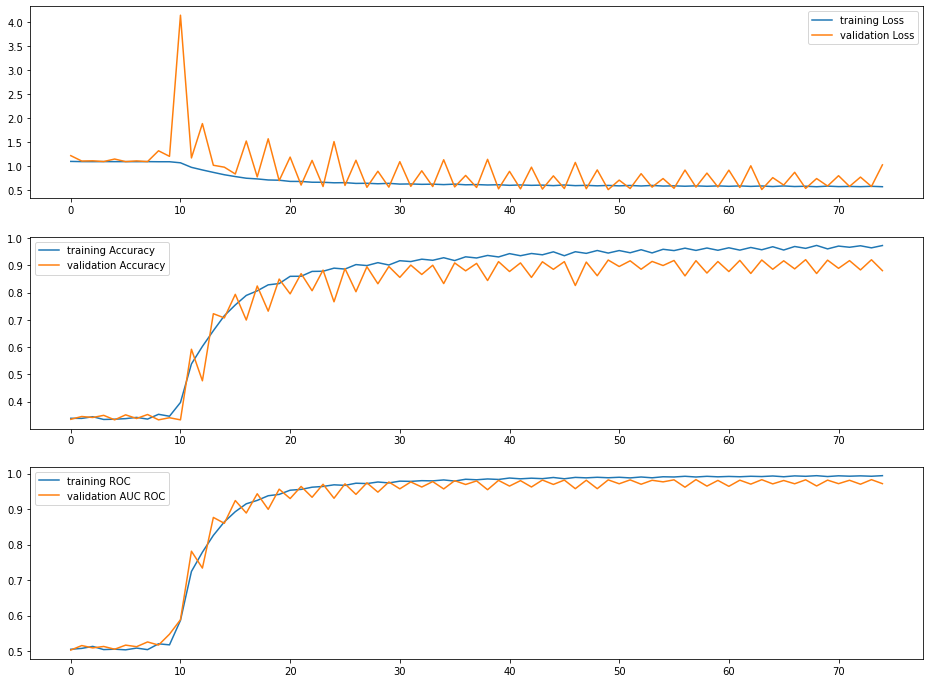 4.0
3.5
3.0
2.5
2.0
1.5
1.0
0.5
training Loss
validation Loss
0 10 20 30 40 50 60 70
1.0
0.9
0.8
0.7
0.6
0.5
0.4
training Accuracy
validation Accuracy
0 10 20 30 40 50 60 70
1.0
0.9
0.8
0.7
0.6
0.5
training ROC
validation AUC ROC
0 10 20 30 40 50 60 70